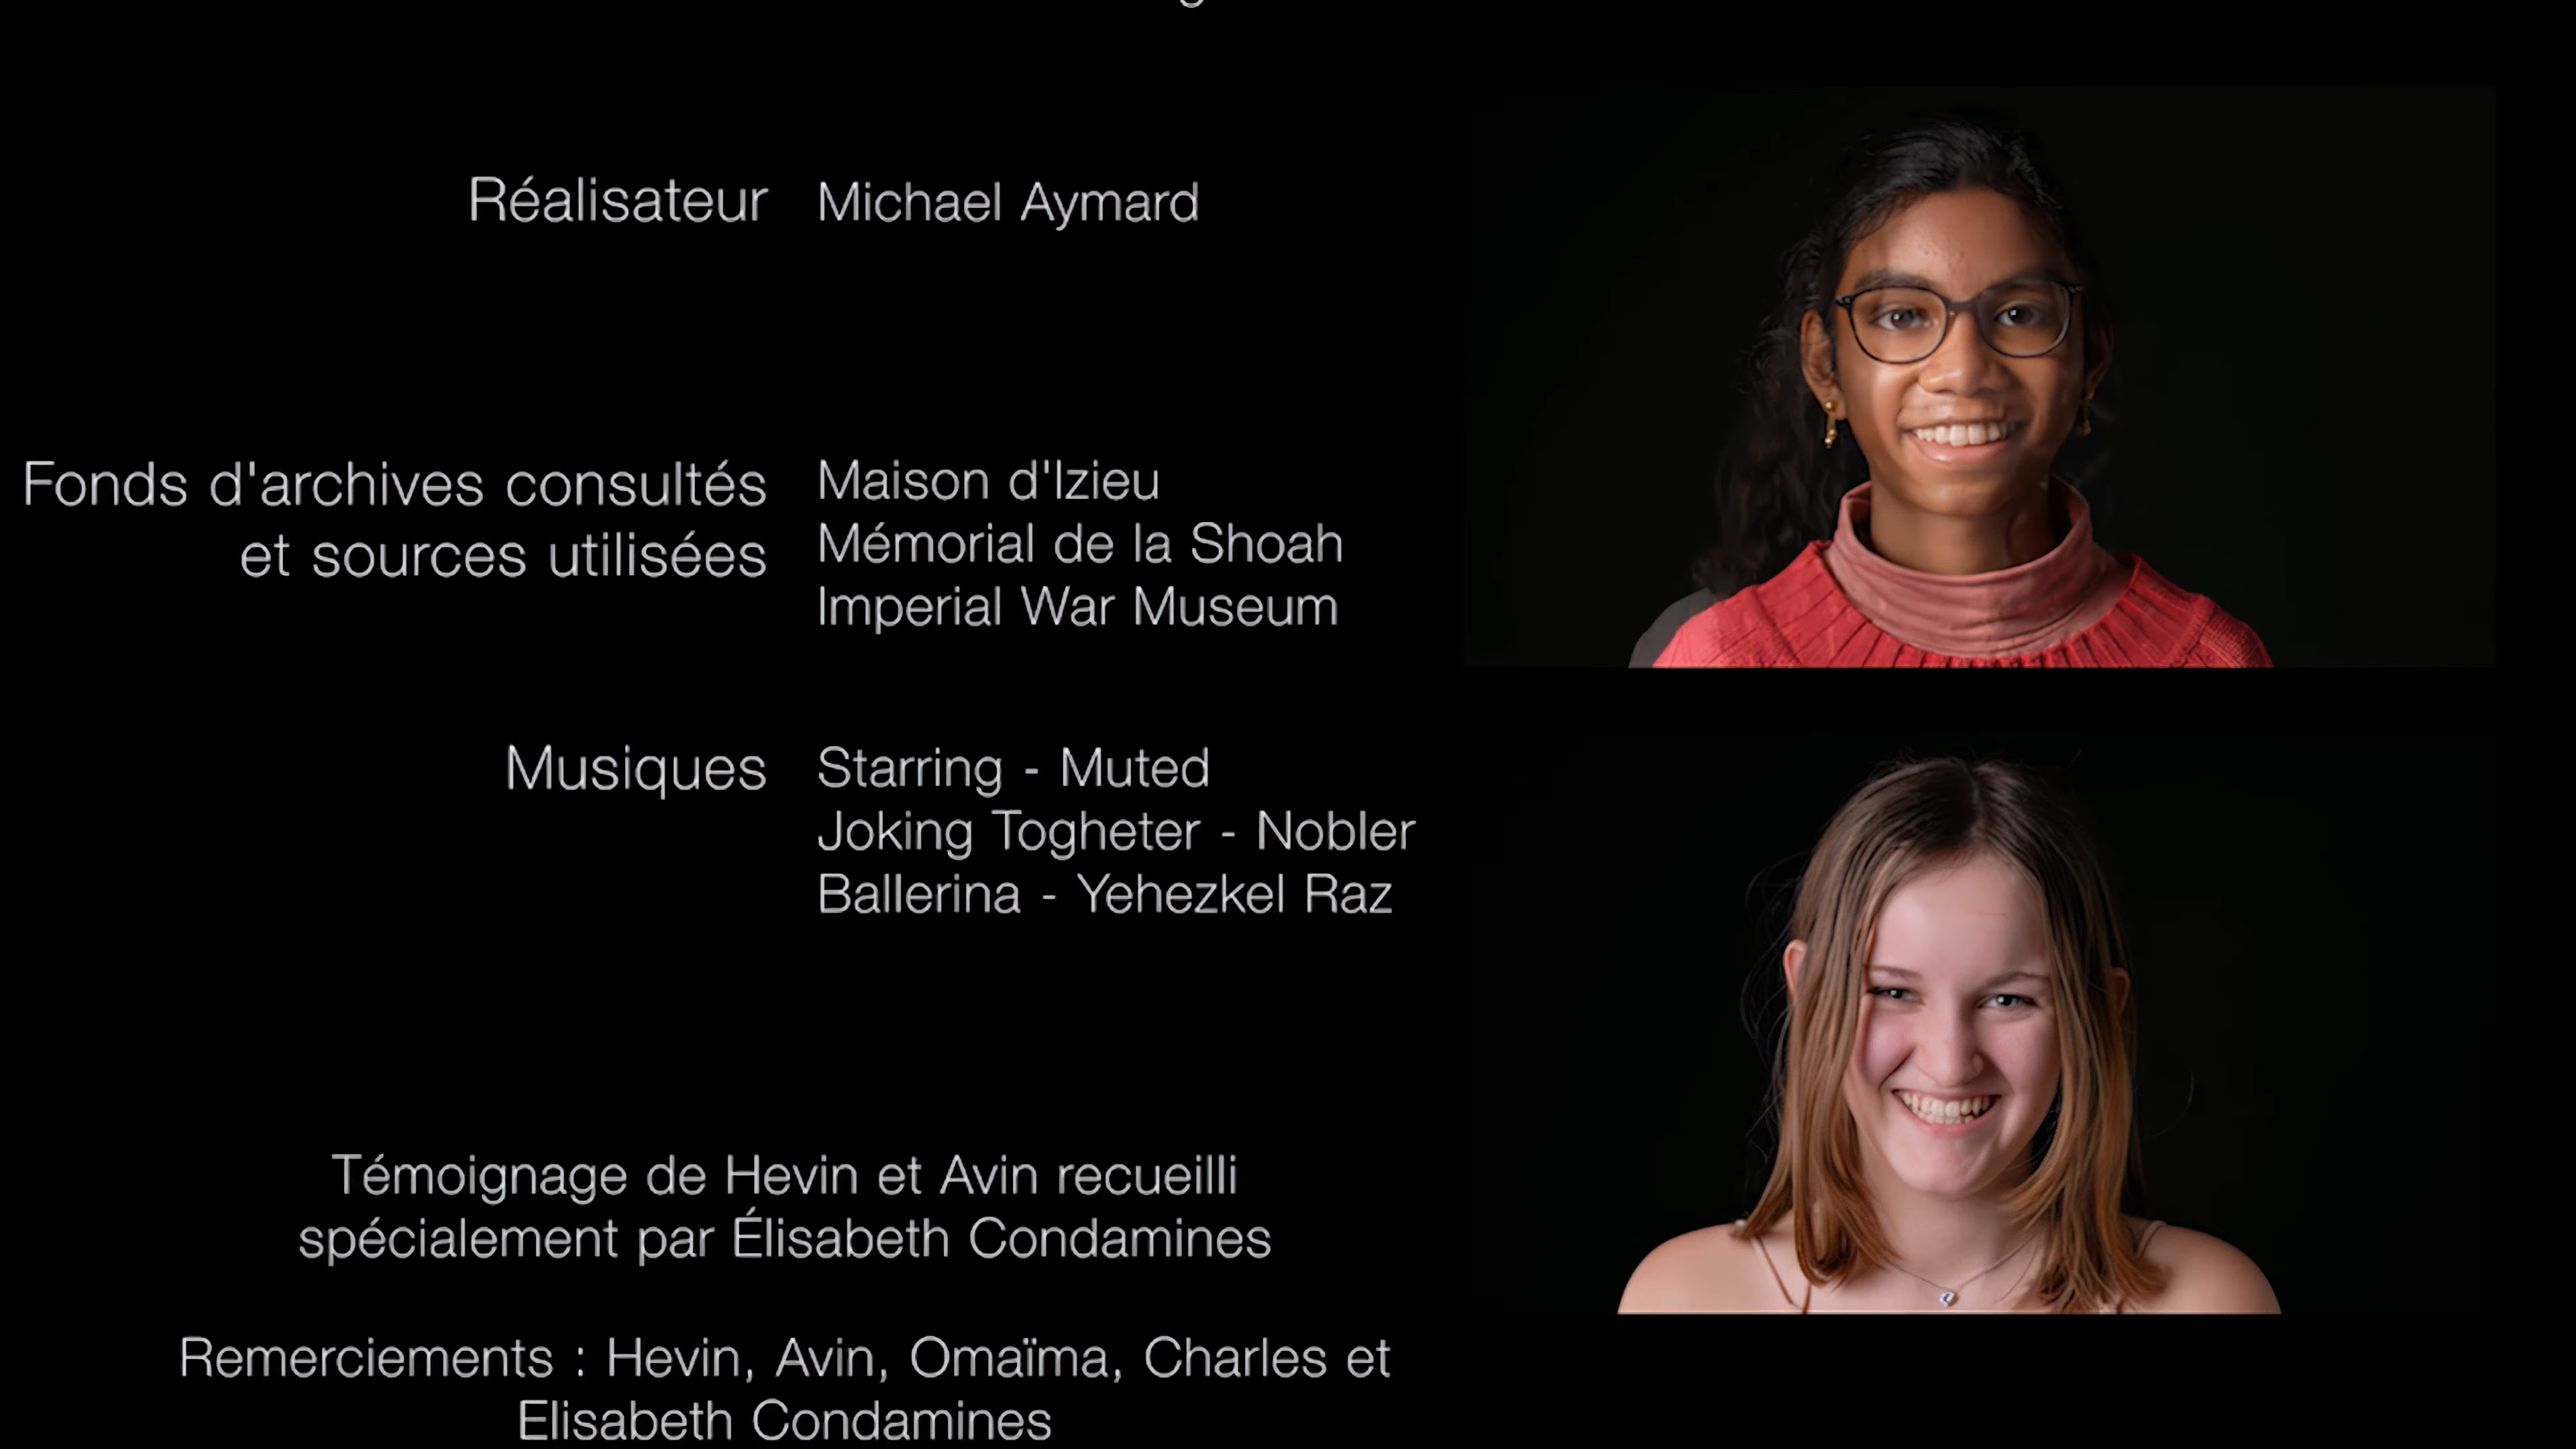 Réalisateur Michael Aymard
Fonds d'archives consultés
et sources utilisées
Maison d'Izieu
Mémorial de la Shoah
Imperial War Museum
Musiques
Starring - Muted
Joking Togheter - Nobler
Ballerina - Yehezkel Raz
Témoignage de Hevin et Avin recueilli
spécialement par Élisabeth Condamines
Remerciements : Hevin, Avin, Omaïma, Charles et
Elisabeth Condamines